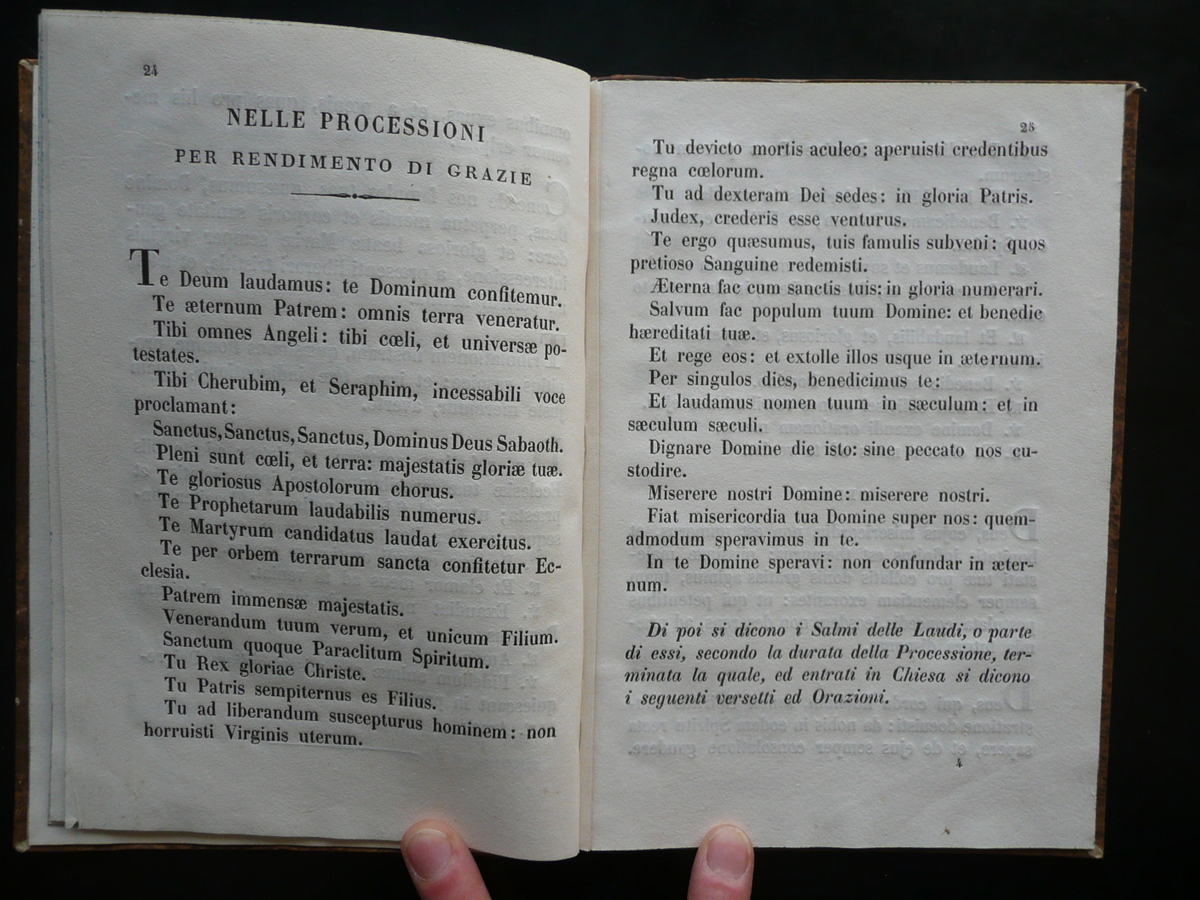 24
NELLE PROCESSIONI
PER RENDIMENTO DI GRAZIE
Te Deum laudamus: te Dominum confitemur.
Te æternum Patrem: omnis terra veneratur.
Tibi omnes Angeli: tibi cœli, et universæ po-
testates.
Tibi Cherubim, et Seraphim, incessabili voce
proclamant:
Sanctus, Sanctus, Sanctus, Dominus Deus Sabaoth.
Pleni sunt cœli, et terra: majestatis gloriæ tuæ.
Te gloriosus Apostolorum chorus.
Te Prophetarum laudabilis numerus.
Te Martyrum candidatus laudat exercitus.
Te per orbem terrarum sancta confitetur Ec-
clesia.
Patrem immensæ majestatis.
Venerandum tuum verum, et unicum Filium.
Sanctum quoque Paraclitum Spiritum.
Tu Rex gloriae Christe.
Tu Patris sempiternus es Filius.
Tu ad liberandum suscepturus hominem: non
horruisti Virginis uterum.
25
Tu devicto mortis aculeo: aperuisti credentibus
regna cœlorum.
Tu ad dexteram Dei sedes: in gloria Patris.
Judex, crederis esse venturus.
Te ergo quæsumus, tuis famulis subveni: quos
pretioso Sanguine redemisti.
Æterna fac cum sanctis tuis: in gloria numerari.
Salvum fac populum tuum Domine: et benedic
hæreditati tuæ.
Et rege eos: et extolle illos usque in æternum.
Per singulos dies, benedicimus te:
Et laudamus nomen tuum in sæculum: et in
sæculum sæculi.
Dignare Domine die isto: sine peccato nos cu-
stodire.
Miserere nostri Domine: miserere nostri.
Fiat misericordia tua Domine super nos: quem-
admodum speravimus in te.
In te Domine speravi: non confundar in æter-
num.
Di poi si dicono i Salmi delle Laudi, o parte
di essi, secondo la durata della Processione, ter-
minata la quale, ed entrati in Chiesa si dicono
i seguenti versetti ed Orazioni.
4